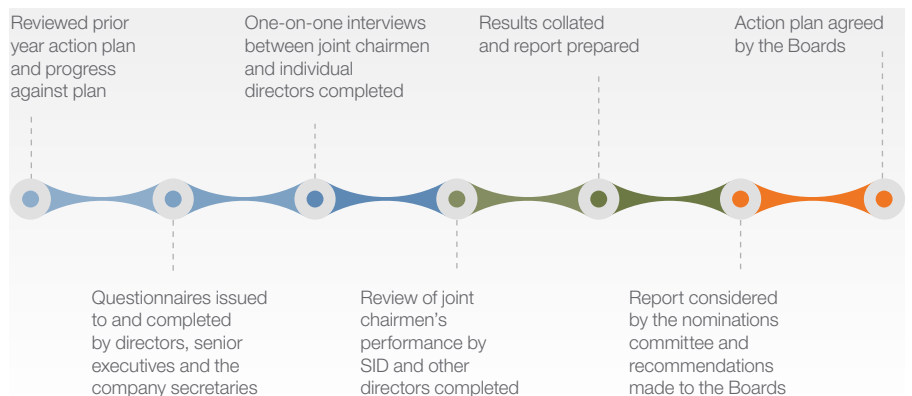 Reviewed prior
year action plan
and progress
against plan
One-on-one interviews
between joint chairmen
and individual
directors completed
Results collated
and report prepared
Action plan agreed
by the Boards
Questionnaires issued
to and completed
by directors, senior
executives and the
company secretaries
Review of joint
chairmen's
performance by
SID and other
directors completed
Report considered
by the nominations
committee and
recommendations
made to the Boards